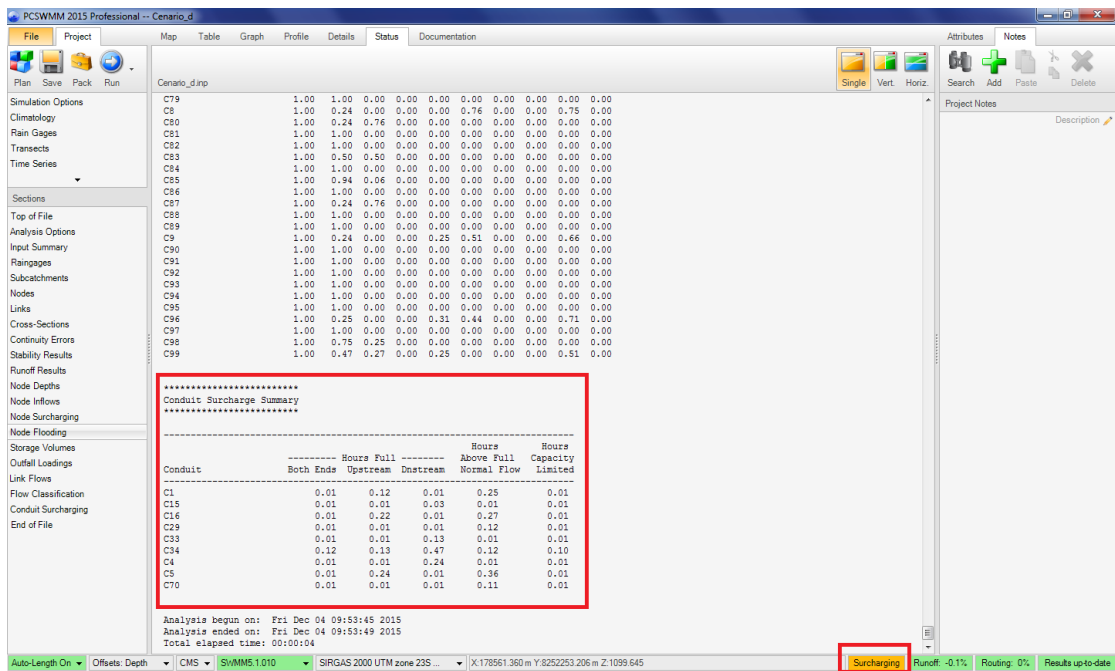 PCSWMM 2015 Professional -- Cenario_d
File Project Map Table Graph Profile Details Status Documentation Attributes Notes
Plan Save Pack Run Cenario_d.inp Single Vert. Horiz. Search Add Paste Delete
Simulation Options
Climatology
Rain Gages
Transects
Time Series
Sections
Top of File
Analysis Options
Input Summary
Raingages
Subcatchments
Nodes
Links
Cross-Sections
Continuity Errors
Stability Results
Runoff Results
Node Depths
Node Inflows
Node Surcharging
Node Flooding
Storage Volumes
Outfall Loadings
Link Flows
Flow Classification
Conduit Surcharging
End of File
C79 1.00 1.00 0.00 0.00 0.00 0.00 0.00 0.00 0.00 0.00
C8 1.00 0.24 0.00 0.00 0.00 0.76 0.00 0.00 0.75 0.00
C80 1.00 0.24 0.76 0.00 0.00 0.00 0.00 0.00 0.00 0.00
C81 1.00 1.00 0.00 0.00 0.00 0.00 0.00 0.00 0.00 0.00
C82 1.00 1.00 0.00 0.00 0.00 0.00 0.00 0.00 0.00 0.00
C83 1.00 0.50 0.50 0.00 0.00 0.00 0.00 0.00 0.00 0.00
C84 1.00 1.00 0.00 0.00 0.00 0.00 0.00 0.00 0.00 0.00
C85 1.00 0.94 0.06 0.00 0.00 0.00 0.00 0.00 0.00 0.00
C86 1.00 1.00 0.00 0.00 0.00 0.00 0.00 0.00 0.00 0.00
C87 1.00 0.24 0.76 0.00 0.00 0.00 0.00 0.00 0.00 0.00
C88 1.00 1.00 0.00 0.00 0.00 0.00 0.00 0.00 0.00 0.00
C89 1.00 1.00 0.00 0.00 0.00 0.00 0.00 0.00 0.00 0.00
C9 1.00 0.24 0.00 0.00 0.25 0.51 0.00 0.00 0.66 0.00
C90 1.00 1.00 0.00 0.00 0.00 0.00 0.00 0.00 0.00 0.00
C91 1.00 1.00 0.00 0.00 0.00 0.00 0.00 0.00 0.00 0.00
C92 1.00 1.00 0.00 0.00 0.00 0.00 0.00 0.00 0.00 0.00
C93 1.00 1.00 0.00 0.00 0.00 0.00 0.00 0.00 0.00 0.00
C94 1.00 1.00 0.00 0.00 0.00 0.00 0.00 0.00 0.00 0.00
C95 1.00 1.00 0.00 0.00 0.00 0.00 0.00 0.00 0.00 0.00
C96 1.00 0.25 0.00 0.00 0.31 0.44 0.00 0.00 0.71 0.00
C97 1.00 1.00 0.00 0.00 0.00 0.00 0.00 0.00 0.00 0.00
C98 1.00 0.75 0.25 0.00 0.00 0.00 0.00 0.00 0.00 0.00
C99 1.00 0.47 0.27 0.00 0.25 0.00 0.00 0.00 0.51 0.00
*************************
Conduit Surcharge Summary
*************************
----------------------------------------------------------------------------
Hours Hours
--------- Hours Full -------- Above Full Capacity
Conduit Both Ends Upstream Dnstream Normal Flow Limited
----------------------------------------------------------------------------
C1 0.01 0.12 0.01 0.25 0.01
C15 0.01 0.01 0.03 0.01 0.01
C16 0.01 0.22 0.01 0.27 0.01
C29 0.01 0.01 0.01 0.12 0.01
C33 0.01 0.01 0.13 0.01 0.01
C34 0.12 0.13 0.47 0.12 0.10
C4 0.01 0.01 0.24 0.01 0.01
C5 0.01 0.24 0.01 0.36 0.01
C70 0.01 0.01 0.01 0.11 0.01
Analysis begun on: Fri Dec 04 09:53:45 2015
Analysis ended on: Fri Dec 04 09:53:49 2015
Total elapsed time: 00:00:04
Project Notes
Description
Auto-Length On Offsets: Depth CMS SWMM5.1.010 SIRGAS 2000 UTM zone 23S ... X:178561.360 m Y:8252253.206 m Z:1099.645 Surcharging Runoff: -0.1% Routing: 0% Results up-to-date